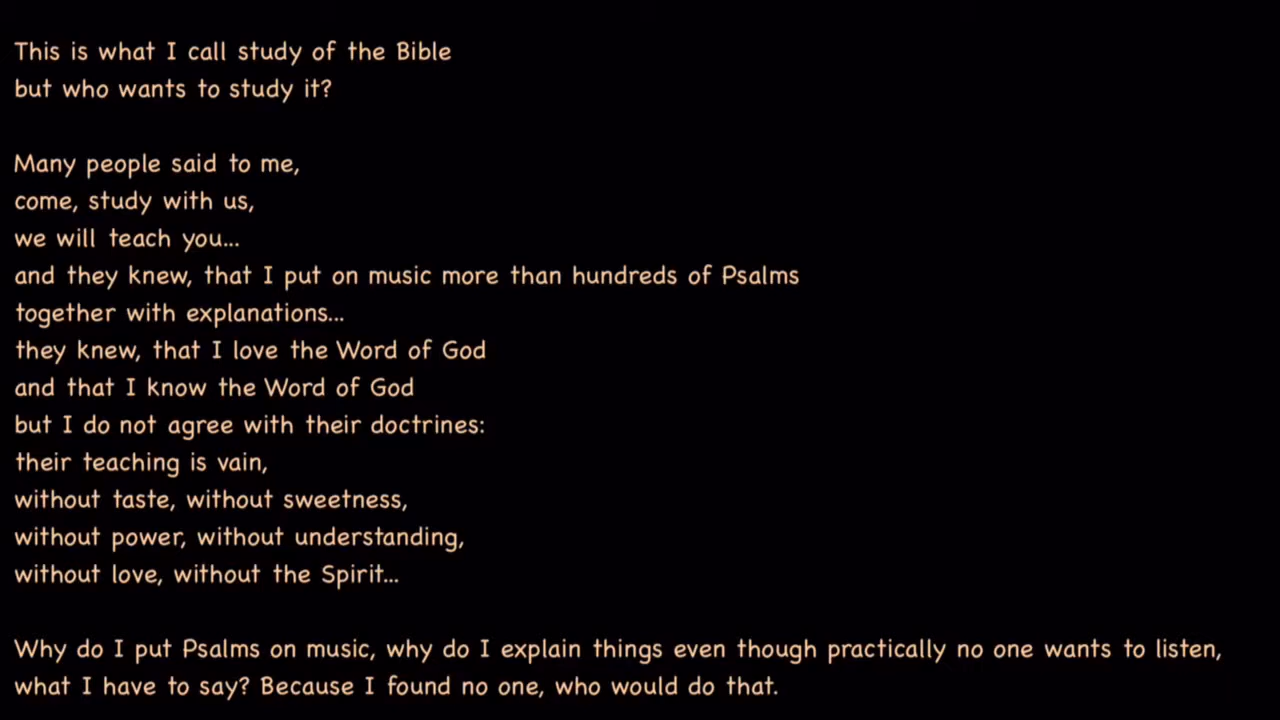 This is what I call study of the Bible
but who wants to study it?
Many people said to me,
come, study with us,
we will teach you...
and they knew, that I put on music more than hundreds of Psalms
together with explanations...
they knew, that I love the Word of God
and that I know the Word of God
but I do not agree with their doctrines:
their teaching is vain,
without taste, without sweetness,
without power, without understanding,
without love, without the Spirit...
Why do I put Psalms on music, why do I explain things even though practically no one wants to listen,
what I have to say? Because I found no one, who would do that.